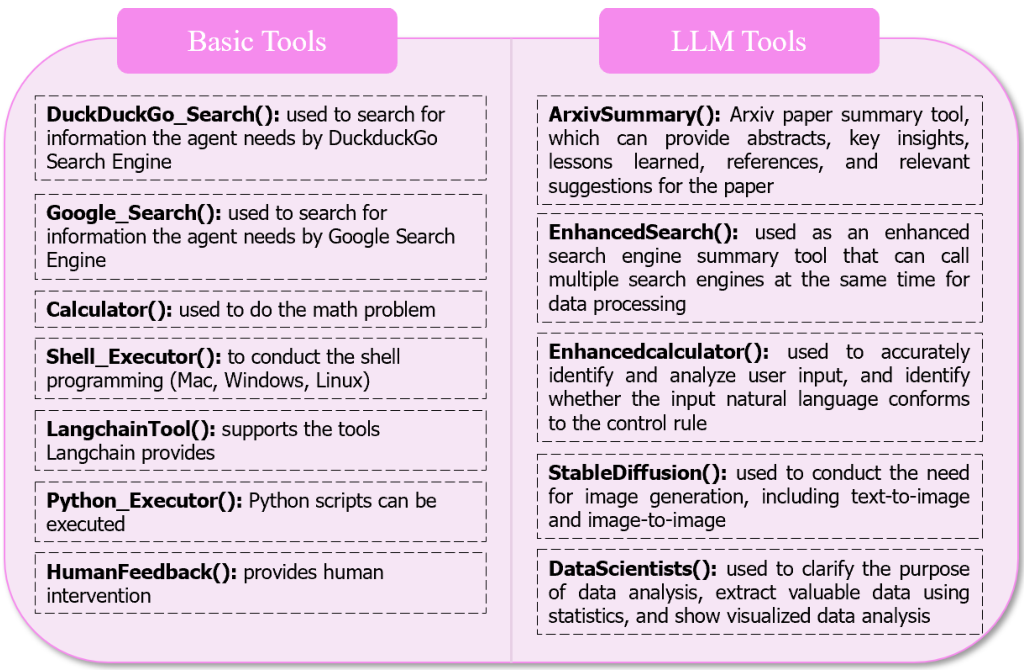 Basic Tools
DuckDuckGo_Search(): used to search for
information the agent needs by DuckduckGo
Search Engine
Google_Search(): used to search for
information the agent needs by Google Search
Engine
Calculator(): used to do the math problem
Shell_Executor(): to conduct the shell
programming (Mac, Windows, Linux)
LangchainTool(): supports the tools
Langchain provides
Python_Executor(): Python scripts can be
executed
HumanFeedback(): provides human
intervention
LLM Tools
ArxivSummary(): Arxiv paper summary tool,
which can provide abstracts, key insights,
lessons learned, references, and relevant
suggestions for the paper
EnhancedSearch(): used as an enhanced
search engine summary tool that can call
multiple search engines at the same time for
data processing
Enhancedcalculator(): used to accurately
identify and analyze user input, and identify
whether the input natural language conforms
to the control rule
StableDiffusion(): used to conduct the need
for image generation, including text-to-image
and image-to-image
DataScientists(): used to clarify the purpose
of data analysis, extract valuable data using
statistics, and show visualized data analysis